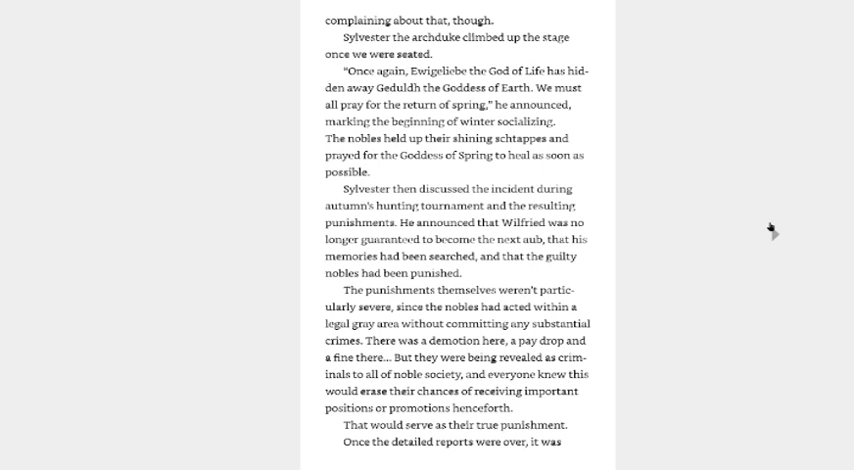 complaining about that, though.
Sylvester the archduke climbed up the stage
once we were seated.
“Once again, Ewigeliebe the God of Life has hid-
den away Geduldh the Goddess of Earth. We must
all pray for the return of spring,” he announced,
marking the beginning of winter socializing.
The nobles held up their shining schtappes and
prayed for the Goddess of Spring to heal as soon as
possible.
Sylvester then discussed the incident during
autumn’s hunting tournament and the resulting
punishments. He announced that Wilfried was no
longer guaranteed to become the next aub, that his
memories had been searched, and that the guilty
nobles had been punished.
The punishments themselves weren’t partic-
ularly severe, since the nobles had acted within a
legal gray area without committing any substantial
crimes. There was a demotion here, a pay drop and
a fine there... But they were being revealed as crim-
inals to all of noble society, and everyone knew this
would erase their chances of receiving important
positions or promotions henceforth.
That would serve as their true punishment.
Once the detailed reports were over, it was